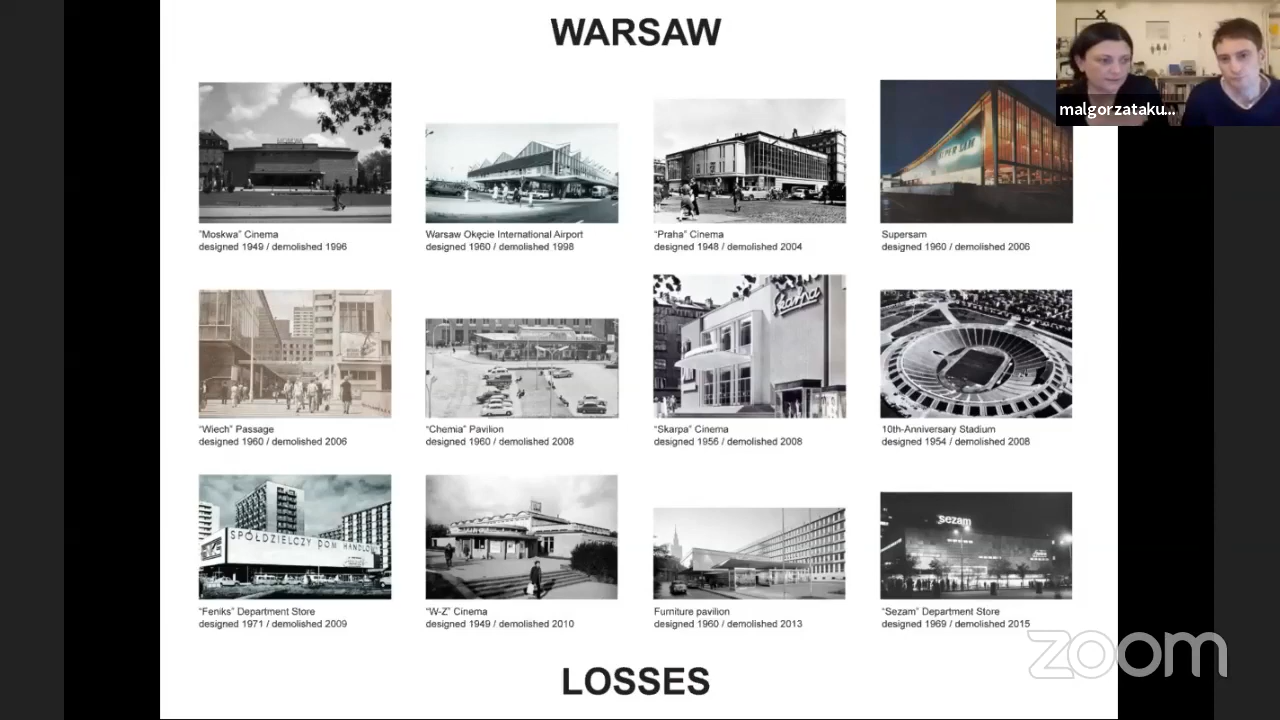 WARSAW
malgorzataku...
MOSKWA
SUPER SAM
"Moskwa" Cinema
designed 1949 / demolished 1996
Warsaw Okęcie International Airport
designed 1960 / demolished 1998
"Praha" Cinema
designed 1948 / demolished 2004
Supersam
designed 1960 / demolished 2006
Skarpa
"Wiech" Passage
designed 1960 / demolished 2006
"Chemia" Pavilion
designed 1960 / demolished 2008
"Skarpa" Cinema
designed 1956 / demolished 2008
10th-Anniversary Stadium
designed 1954 / demolished 2008
SPÓŁDZIELCZY DOM HANDLOWY
sezam
"Feniks" Department Store
designed 1971 / demolished 2009
"W-Z" Cinema
designed 1949 / demolished 2010
Furniture pavilion
designed 1960 / demolished 2013
"Sezam" Department Store
designed 1969 / demolished 2015
zoom
LOSSES